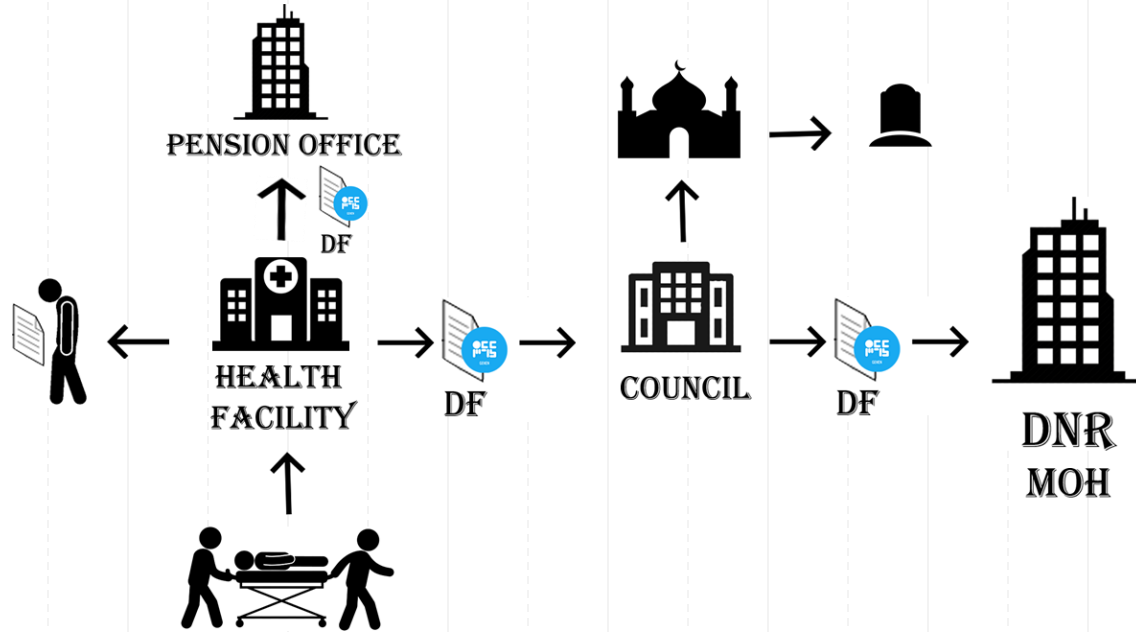 PENSION OFFICE
DF
HEALTH
FACILITY
DF
COUNCIL
DF
DNR
MOH